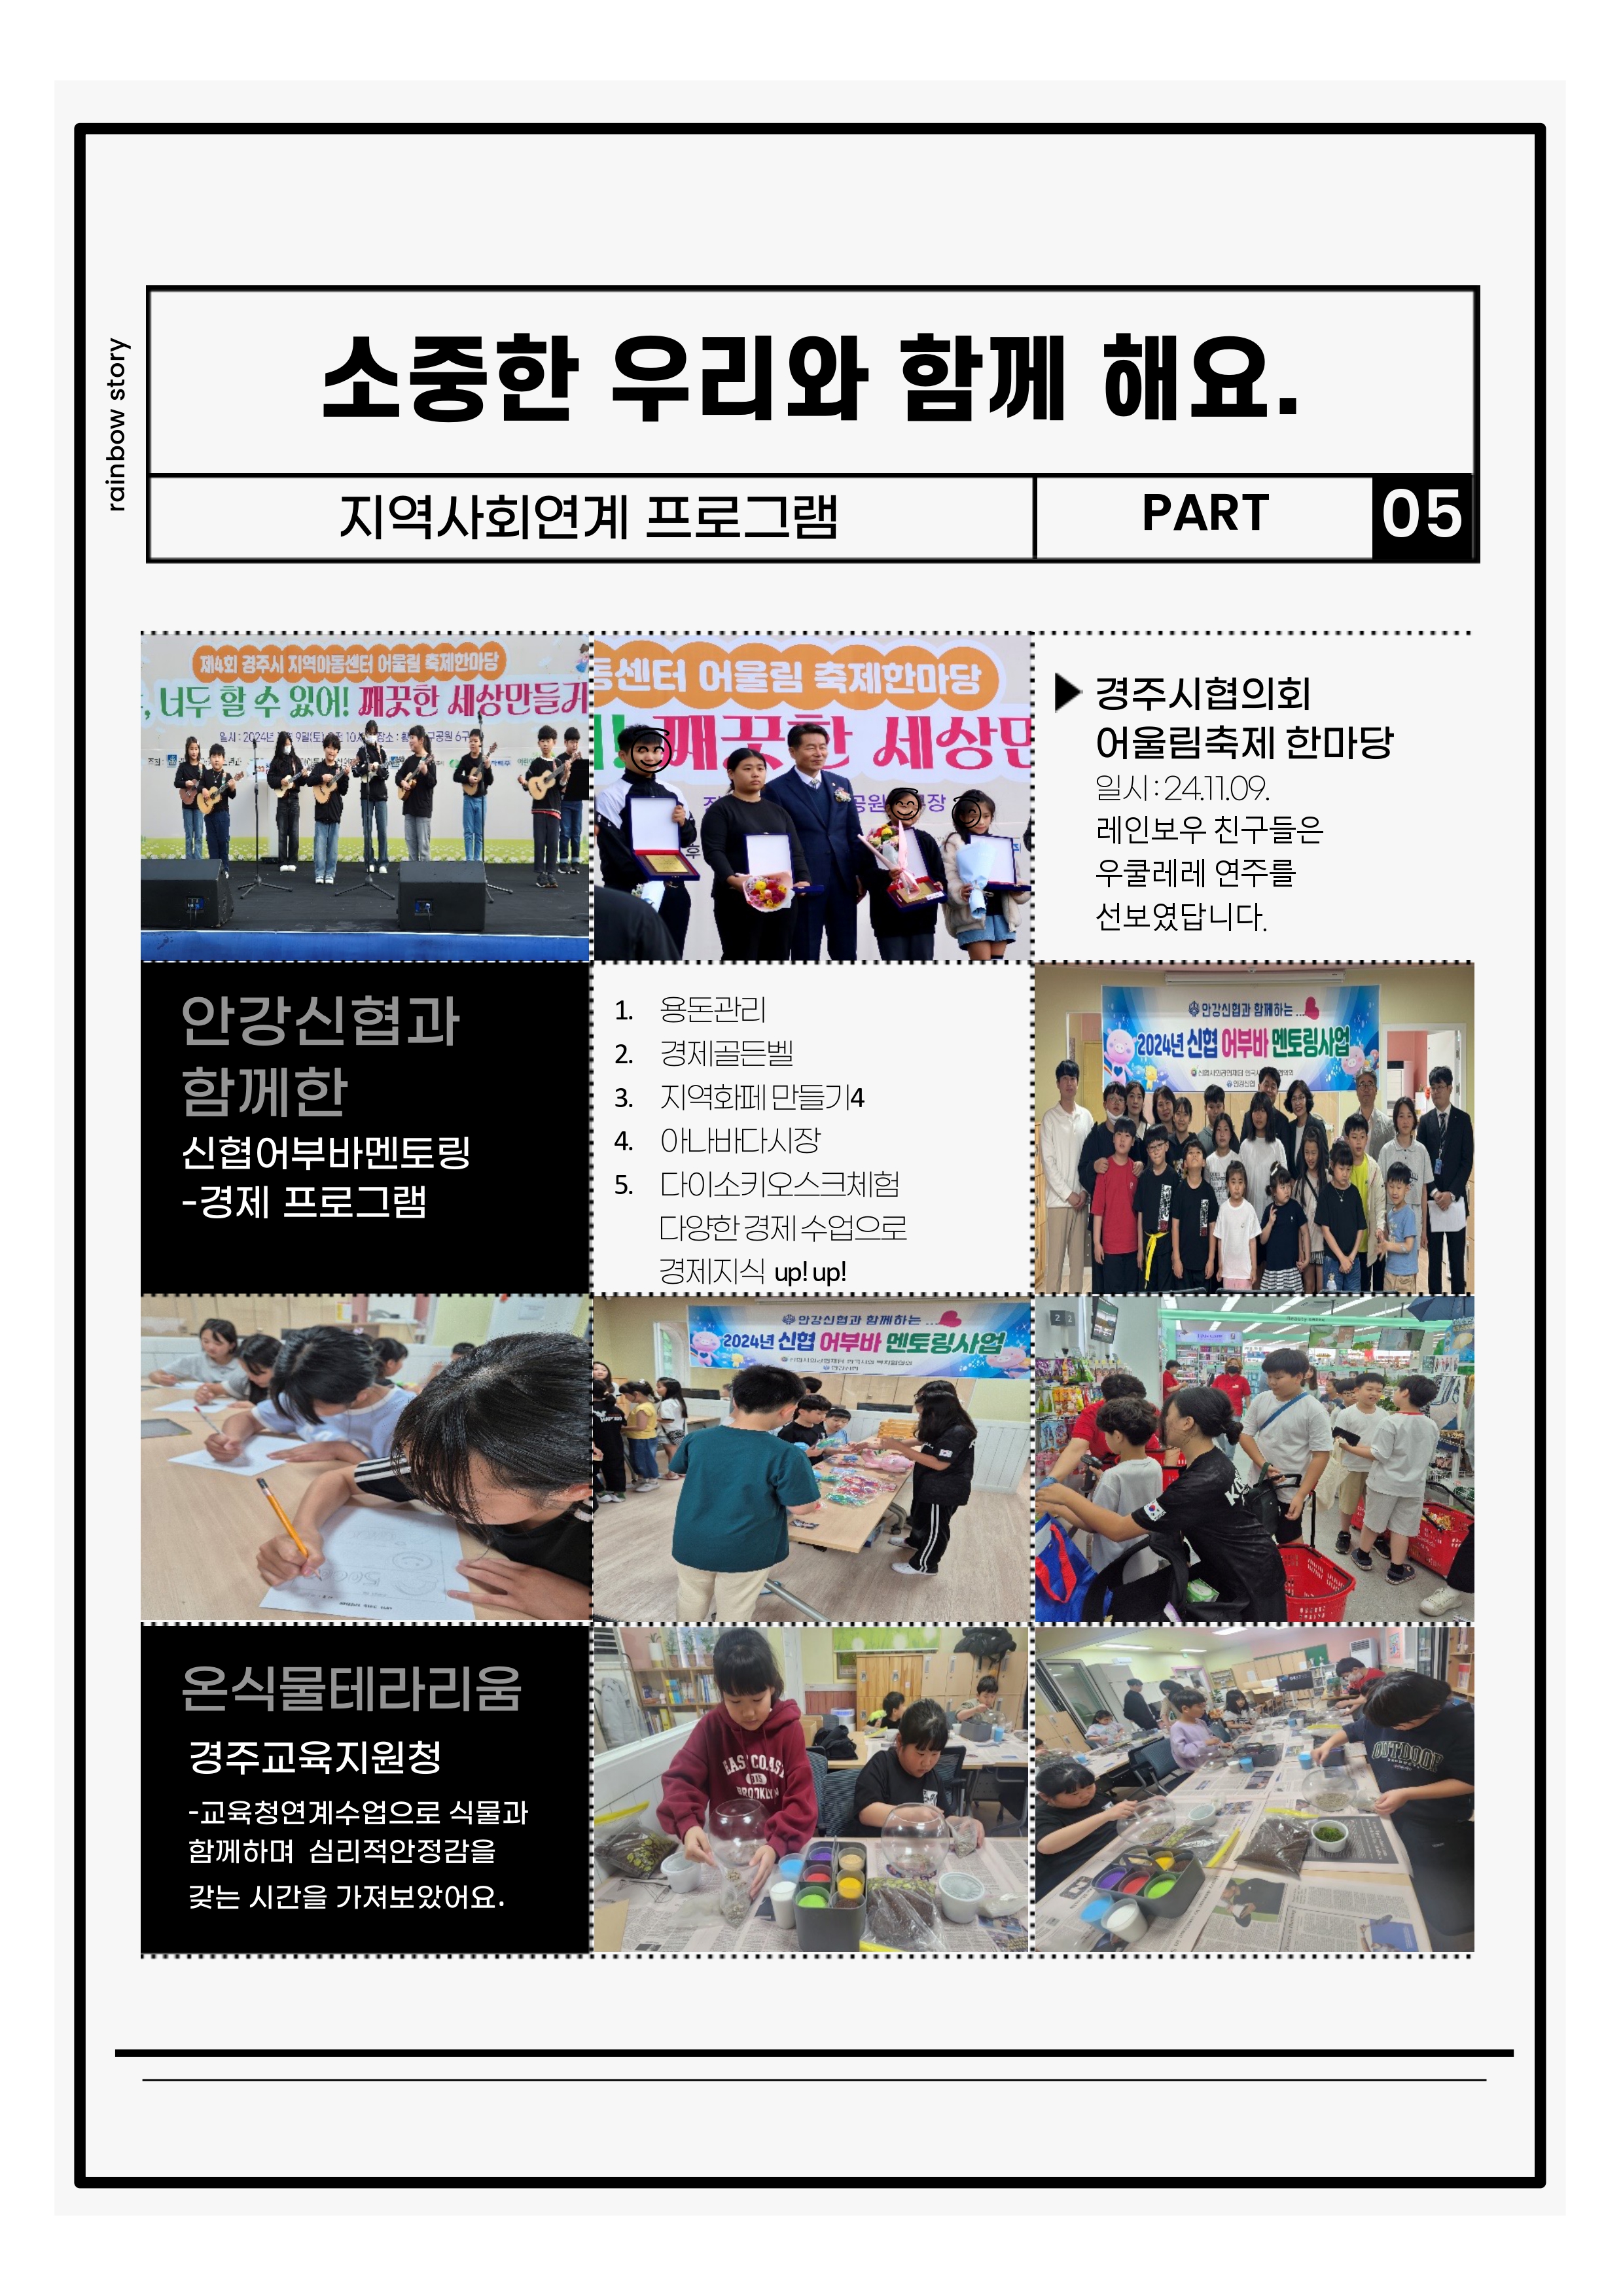 rainbow story
소중한 우리와 함께 해요.
지역사회연계 프로그램
PART
05
제4회 경주시 지역아동센터 어울림 축제한마당
너두 할 수 있어! 깨끗한 세상만들기
동센터 어울림 축제한마당
깨끗한 세상만
경주시협의회
어울림축제 한마당
일시 : 24.11.09.
레인보우 친구들은
우쿨레레 연주를
선보였답니다.
안강신협과
함께한
신협어부바멘토링
-경제 프로그램
1. 용돈관리
2. 경제골든벨
3. 지역화폐 만들기4
4. 아나바다시장
5. 다이소키오스크체험
다양한 경제 수업으로
경제지식 up! up!
안강신협과 함께하는 ...
2024년 신협 어부바 멘토링사업
안강신협과 함께하는 ...
2024년 신협 어부바 멘토링사업
온식물테라리움
경주교육지원청
-교육청연계수업으로 식물과
함께하며 심리적안정감을
갖는 시간을 가져보았어요.
EAST COAST
BROOKLYN
OUTDOOR